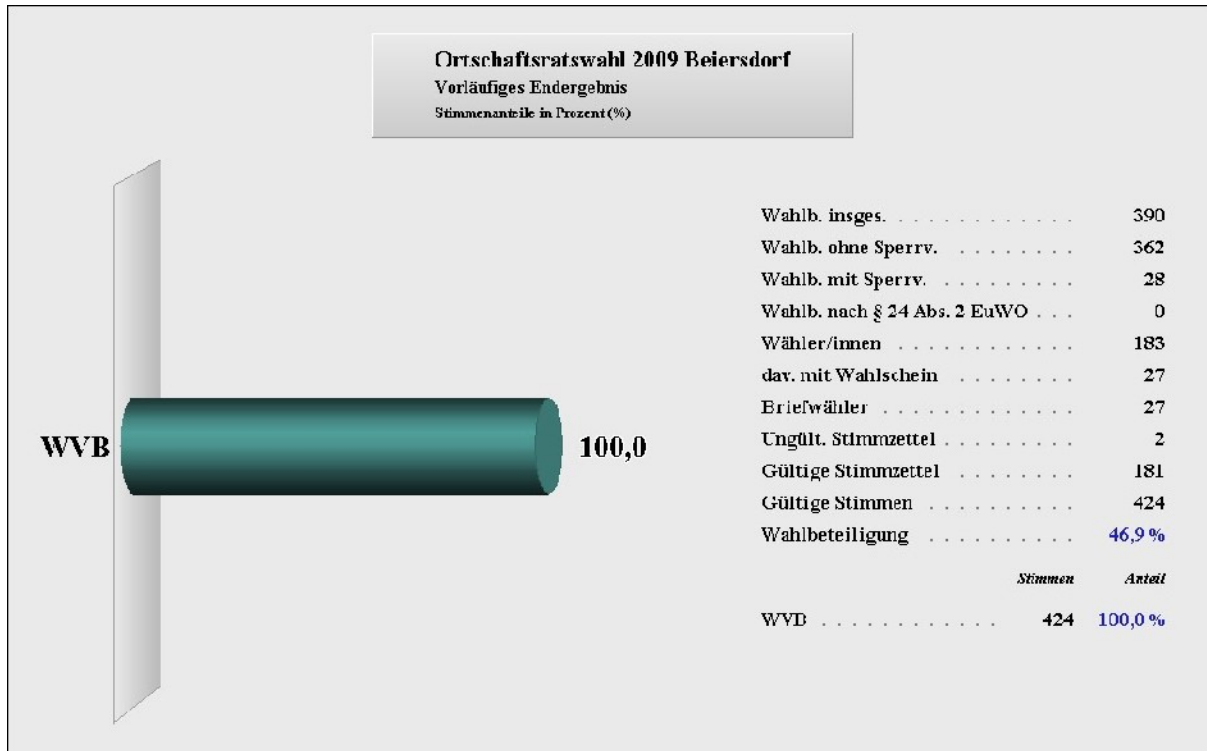 Ortschaftsratswahl 2009 Beiersdorf
Vorläufiges Endergebnis
Stimmenanteile in Prozent (%)
WVB 100,0
Wahlb. insges. . . . . . . . . . . . . 390
Wahlb. ohne Sperrv. . . . . . . . . 362
Wahlb. mit Sperrv. . . . . . . . . . 28
Wahlb. nach § 24 Abs. 2 EuWO . . . 0
Wähler/innen . . . . . . . . . . . . 183
dav. mit Wahlschein . . . . . . . . 27
Briefwähler . . . . . . . . . . . . . 27
Ungült. Stimmzettel . . . . . . . . . 2
Gültige Stimmzettel . . . . . . . . 181
Gültige Stimmen . . . . . . . . . . 424
Wahlbeteiligung . . . . . . . . . . 46,9 %
Stimmen Anteil
WVB . . . . . . . . . . . . 424 100,0 %